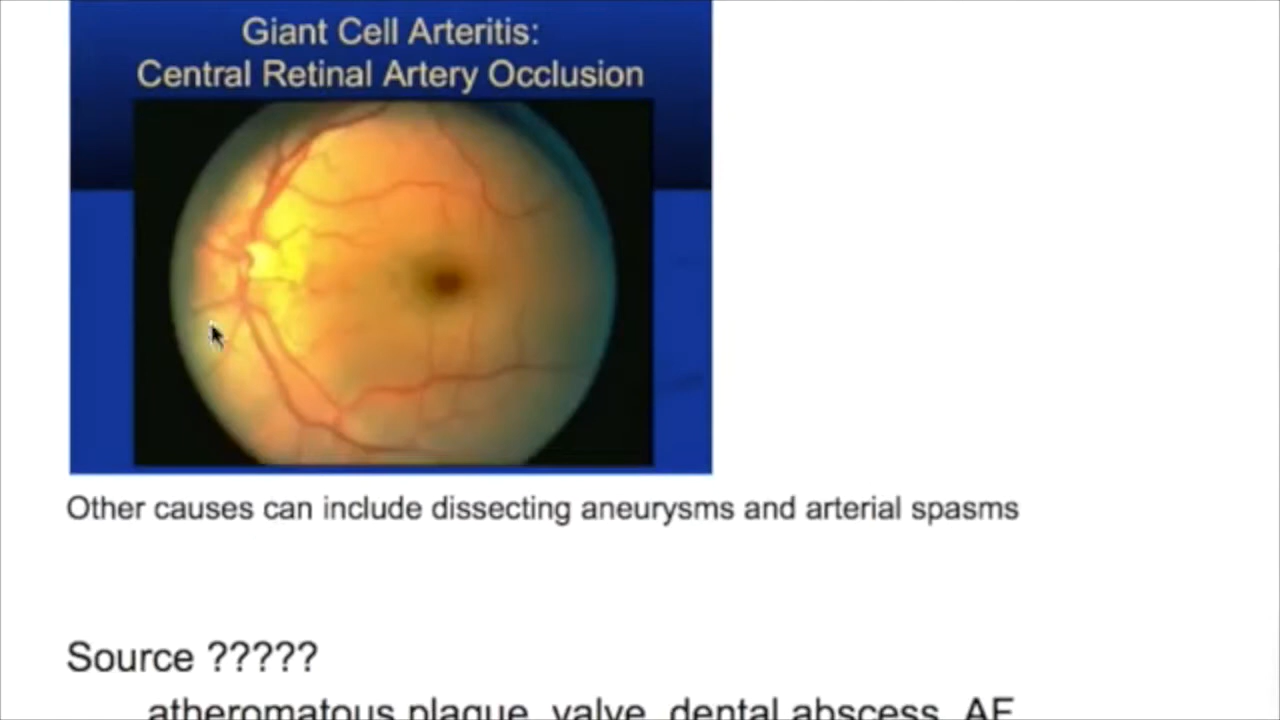 Giant Cell Arteritis:
Central Retinal Artery Occlusion
Other causes can include dissecting aneurysms and arterial spasms
Source ?????
atheromatous plaque, valve, dental abscess, AF